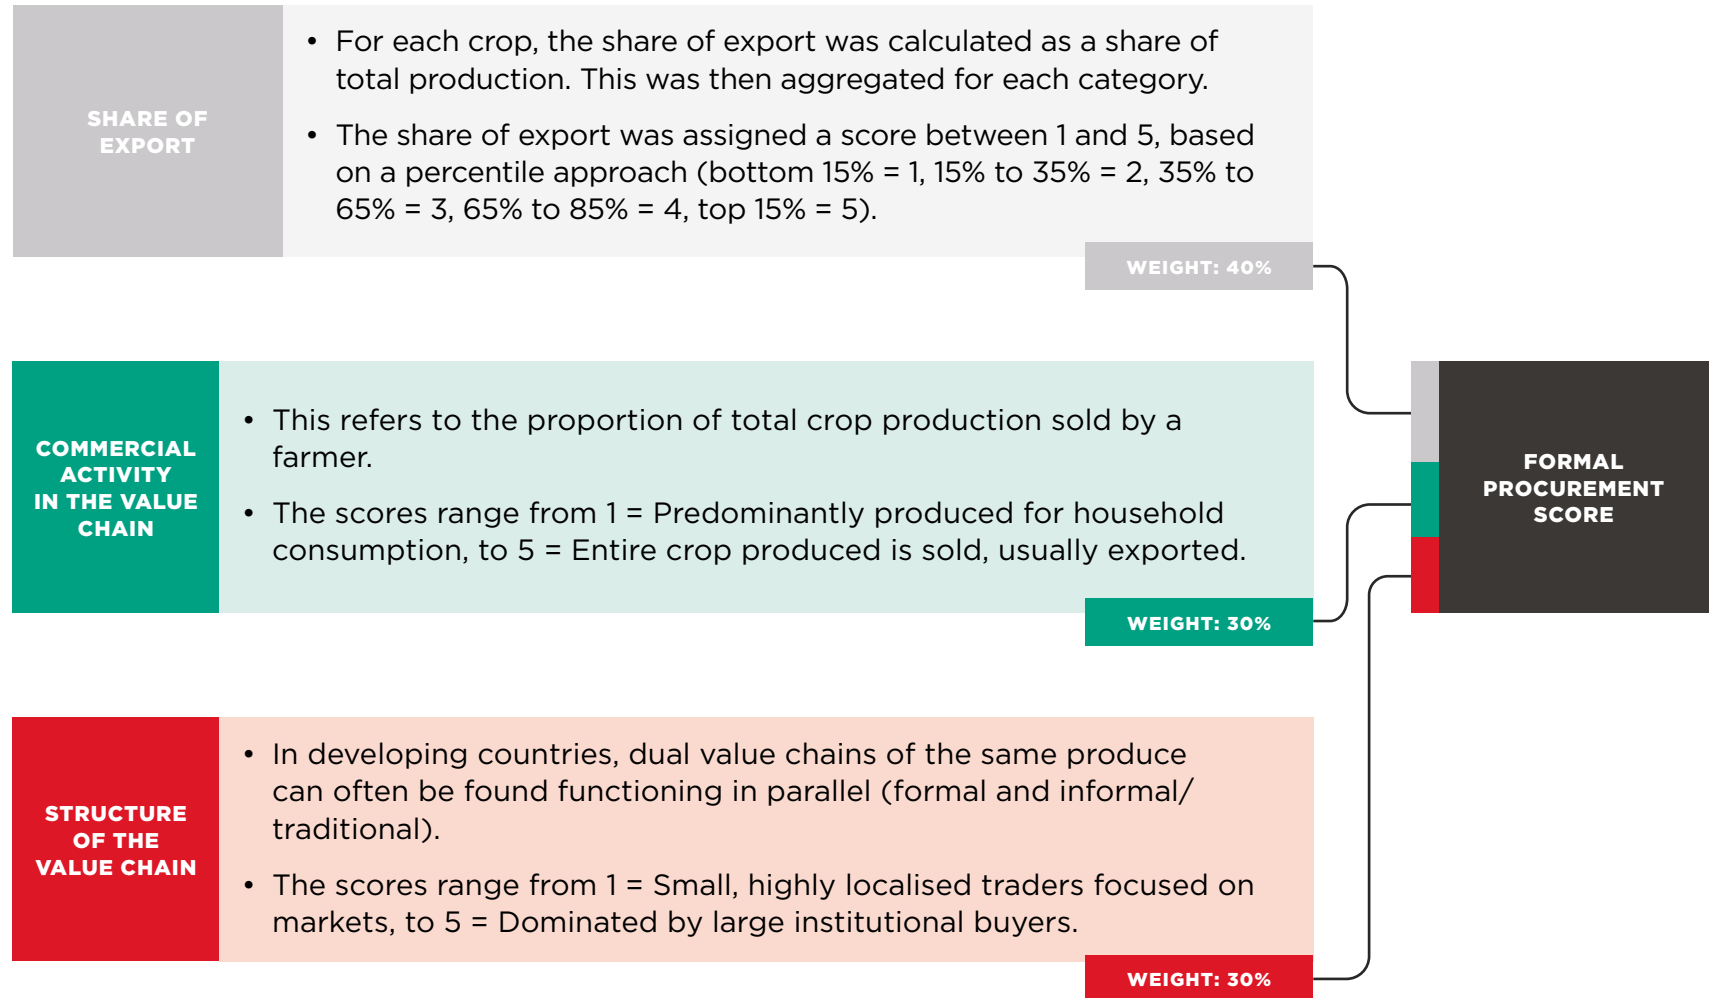 SHARE OF
EXPORT
• For each crop, the share of export was calculated as a share of
total production. This was then aggregated for each category.
• The share of export was assigned a score between 1 and 5, based
on a percentile approach (bottom 15% = 1, 15% to 35% = 2, 35% to
65% = 3, 65% to 85% = 4, top 15% = 5).
WEIGHT: 40%
COMMERCIAL
ACTIVITY
IN THE VALUE
CHAIN
• This refers to the proportion of total crop production sold by a
farmer.
• The scores range from 1 = Predominantly produced for household
consumption, to 5 = Entire crop produced is sold, usually exported.
WEIGHT: 30%
STRUCTURE
OF THE
VALUE CHAIN
• In developing countries, dual value chains of the same produce
can often be found functioning in parallel (formal and informal/
traditional).
• The scores range from 1 = Small, highly localised traders focused on
markets, to 5 = Dominated by large institutional buyers.
WEIGHT: 30%
FORMAL
PROCUREMENT
SCORE